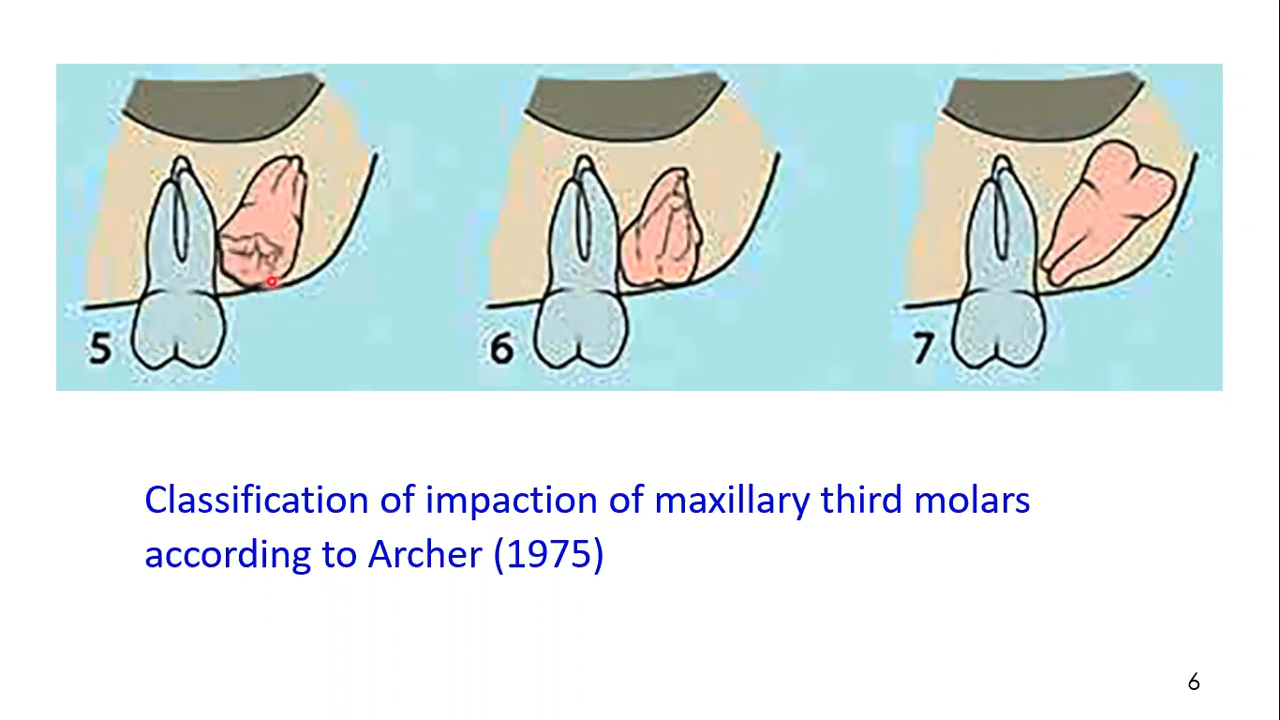 5
6
7
Classification of impaction of maxillary third molars
according to Archer (1975)
6